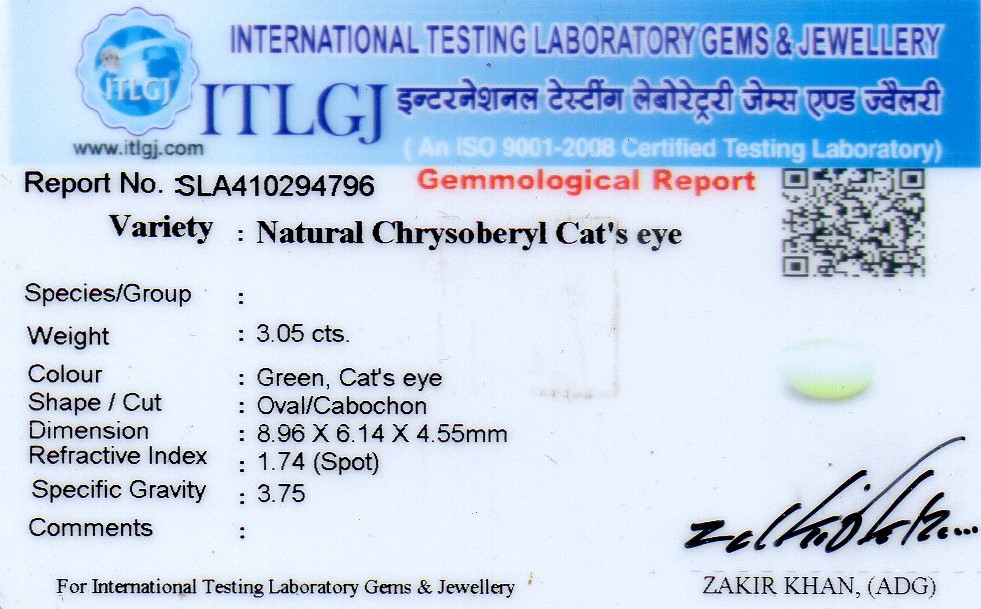 INTERNATIONAL TESTING LABORATORY GEMS & JEWELLERY
ITLGJ
ITLGJ इन्टरनेशनल टेस्टींग लेबोरेट्ररी जेम्स एण्ड ज्वैलरी
www.itlgj.com
( An ISO 9001-2008 Certified Testing Laboratory)
Report No. :SLA410294796
Gemmological Report
Variety : Natural Chrysoberyl Cat's eye
Species/Group :
Weight : 3.05 cts.
Colour : Green, Cat's eye
Shape / Cut : Oval/Cabochon
Dimension : 8.96 X 6.14 X 4.55mm
Refractive Index : 1.74 (Spot)
Specific Gravity : 3.75
Comments :
For International Testing Laboratory Gems & Jewellery
ZAKIR KHAN, (ADG)